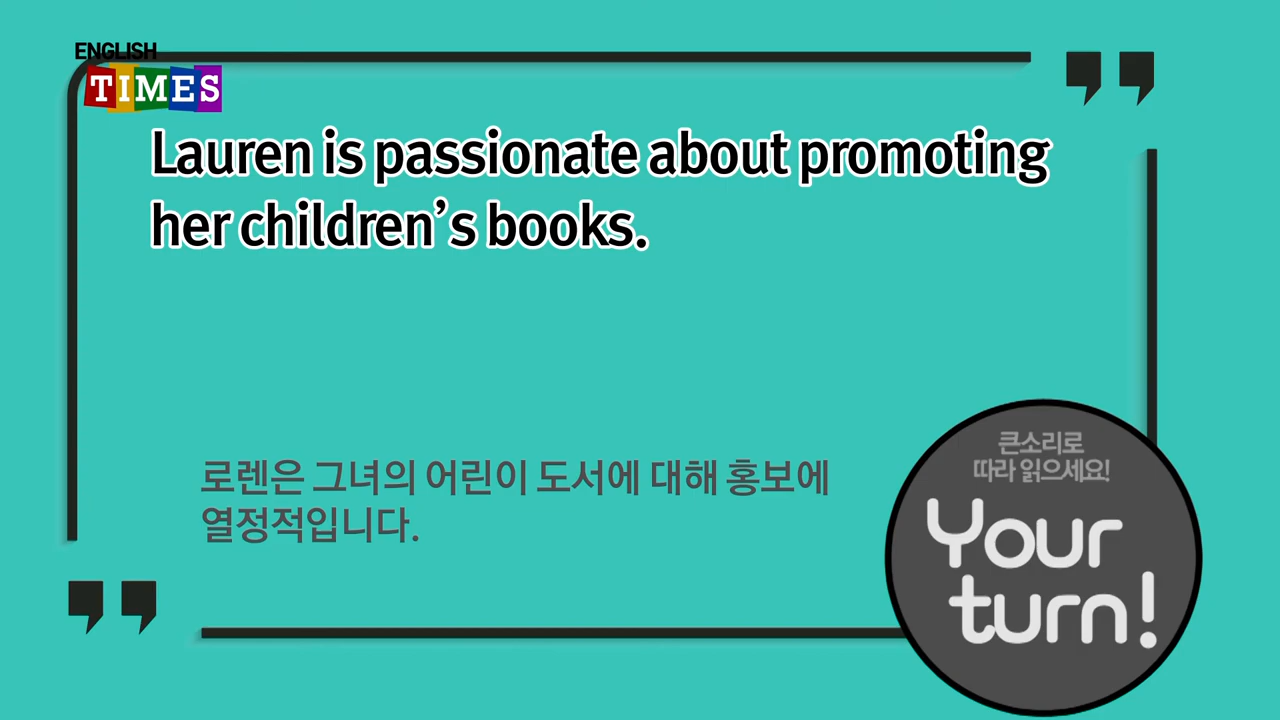 ENGLISH
TIMES
Lauren is passionate about promoting
her children’s books.
로렌은 그녀의 어린이 도서에 대해 홍보에
열정적입니다.
큰소리로
따라 읽으세요!
Your
turn!